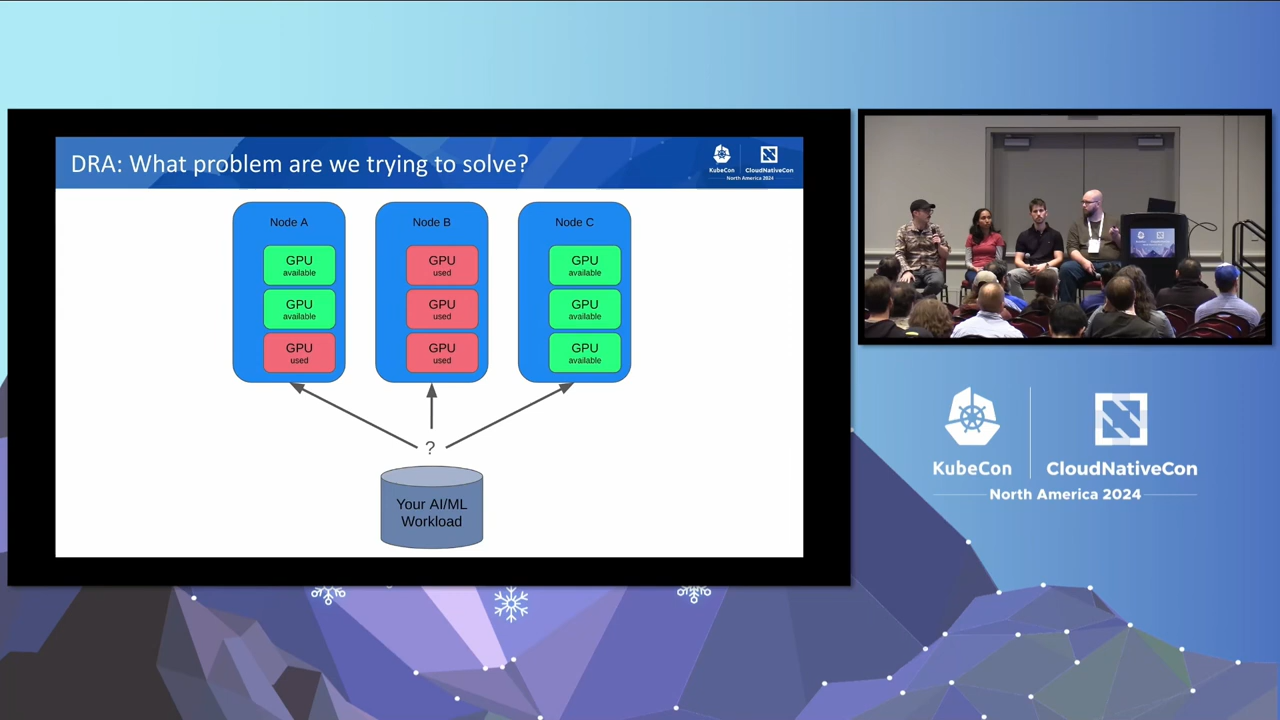 DRA: What problem are we trying to solve?
KubeCon
CloudNativeCon
North America 2024
Node A
GPU
available
GPU
available
GPU
used
Node B
GPU
used
GPU
used
GPU
used
Node C
GPU
available
GPU
available
GPU
available
?
Your AI/ML
Workload
KubeCon
CloudNativeCon
North America 2024